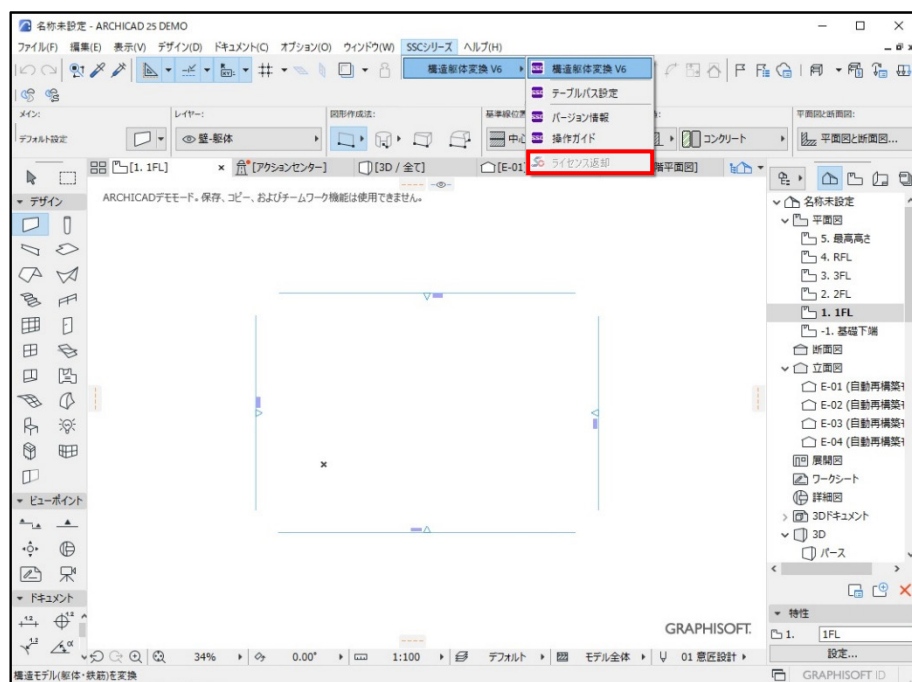 名称未設定 - ARCHICAD 25 DEMO
ファイル(F) 編集(E) 表示(V) デザイン(D) ドキュメント(C) オプション(O) ウィンドウ(W) SSCシリーズ ヘルプ(H)
構造躯体変換 V6
構造躯体変換 V6
テーブルパス設定
バージョン情報
操作ガイド
ライセンス返却
メイン:
レイヤー:
図形作成法:
基準線位置
平面図と断面図:
デフォルト設定
壁-躯体
中心
コンクリート
平面図と断面図...
[1. 1FL]
[アクションセンター]
[3D / 全て]
[E-01
階平面図]
ARCHICADデモモード。保存、コピー、およびチームワーク機能は使用できません。
デザイン
ビューポイント
ドキュメント
名称未設定
平面図
5. 最高高さ
4. RFL
3. 3FL
2. 2FL
1. 1FL
-1. 基礎下端
断面図
立面図
E-01 (自動再構築
E-02 (自動再構築
E-03 (自動再構築
E-04 (自動再構築
展開図
ワークシート
詳細図
3Dドキュメント
3D
パース
特性
1. 1FL
設定...
GRAPHISOFT.
34% 0.00° 1:100 デフォルト モデル全体 01 意匠設計
構造モデル(躯体・鉄筋)を変換
GRAPHISOFT ID